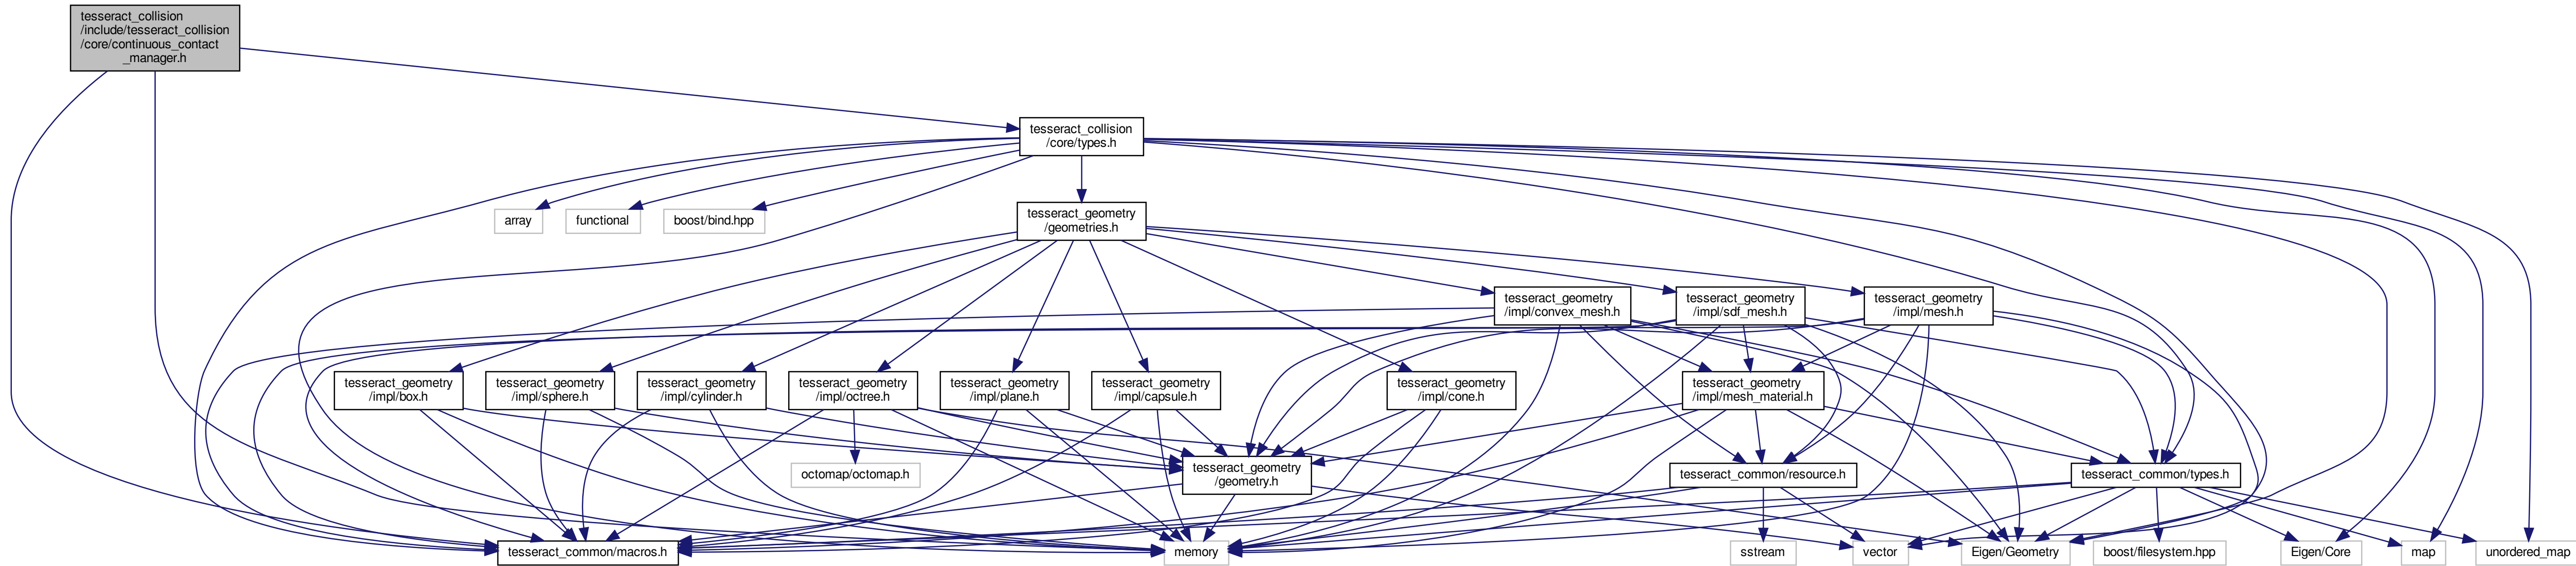 tesseract_collision
/include/tesseract_collision
/core/continuous_contact
_manager.h
tesseract_collision
/core/types.h
array
functional
boost/bind.hpp
tesseract_geometry
/geometries.h
tesseract_geometry
/impl/convex_mesh.h
tesseract_geometry
/impl/sdf_mesh.h
tesseract_geometry
/impl/mesh.h
tesseract_geometry
/impl/box.h
tesseract_geometry
/impl/sphere.h
tesseract_geometry
/impl/cylinder.h
tesseract_geometry
/impl/octree.h
tesseract_geometry
/impl/plane.h
tesseract_geometry
/impl/capsule.h
tesseract_geometry
/impl/cone.h
tesseract_geometry
/impl/mesh_material.h
octomap/octomap.h
tesseract_geometry
/geometry.h
tesseract_common/resource.h
tesseract_common/types.h
tesseract_common/macros.h
memory
sstream
vector
Eigen/Geometry
boost/filesystem.hpp
Eigen/Core
map
unordered_map